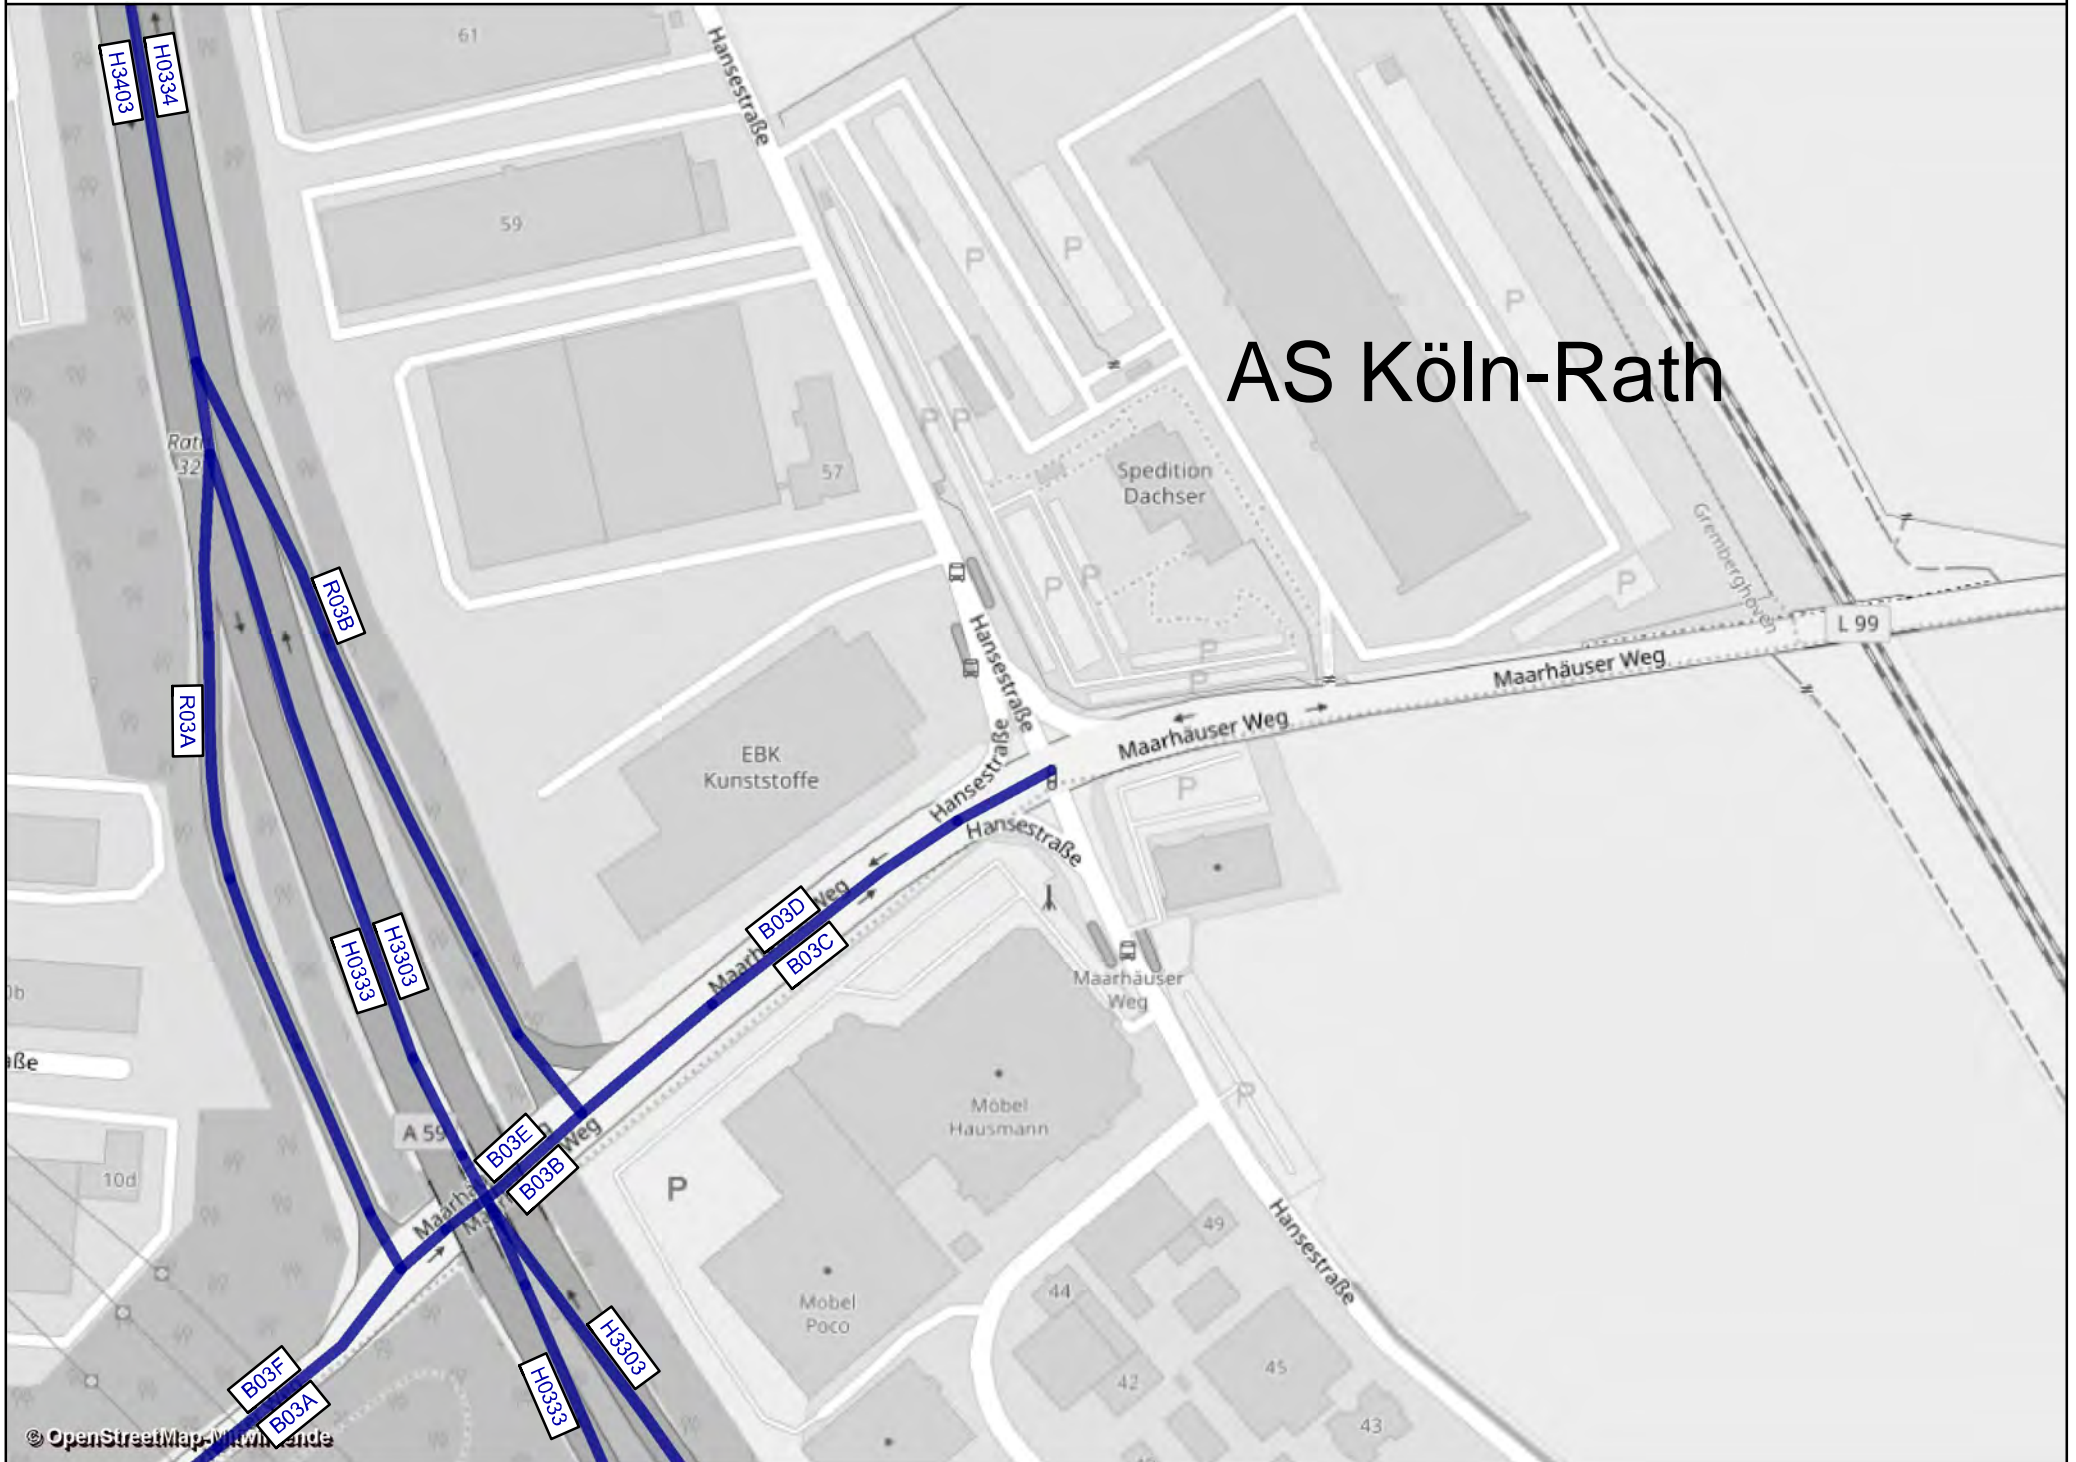 61
Hansestraße
H3403
H0334
59
AS Köln-Rath
57
Spedition
Dachser
Rath
32
P
P
P
P
P
P
P
P
P
P
P
P
P
P
Grembergoven
L 99
R03B
Hansestraße
Maarhäuser Weg
R03A
EBK
Kunststoffe
Hansestraße
Maarhäuser Weg
Hansestraße
B03D
B03C
H0333
H3303
Maarhäuser
Weg
Möbel
Hausmann
A 59
B03E
B03B
Weg
10d
49
44
Hansestraße
Möbel
Poco
42
45
43
H3303
H0333
B03F
B03A
© OpenStreetMap-Mitwirkende